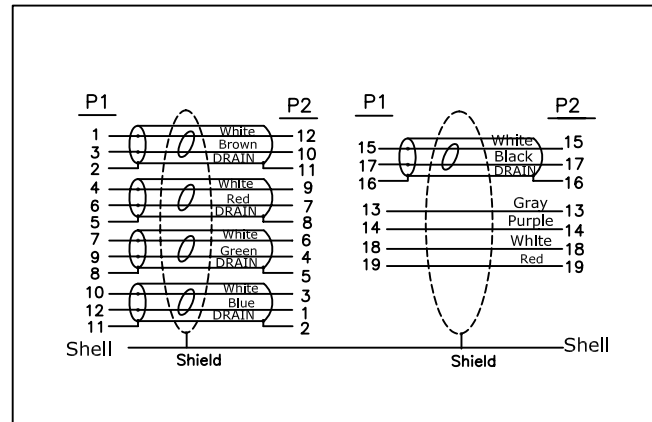 P1 P2
1 White 12
3 Brown 10
2 DRAIN 11
4 White 9
6 Red 7
5 DRAIN 8
7 White 6
9 Green 4
8 DRAIN 5
10 White 3
12 Blue 1
11 DRAIN 2
Shell
Shield
P1 P2
15 White 15
17 Black 17
16 DRAIN 16
13 Gray 13
14 Purple 14
18 White 18
19 Red 19
Shell
Shield